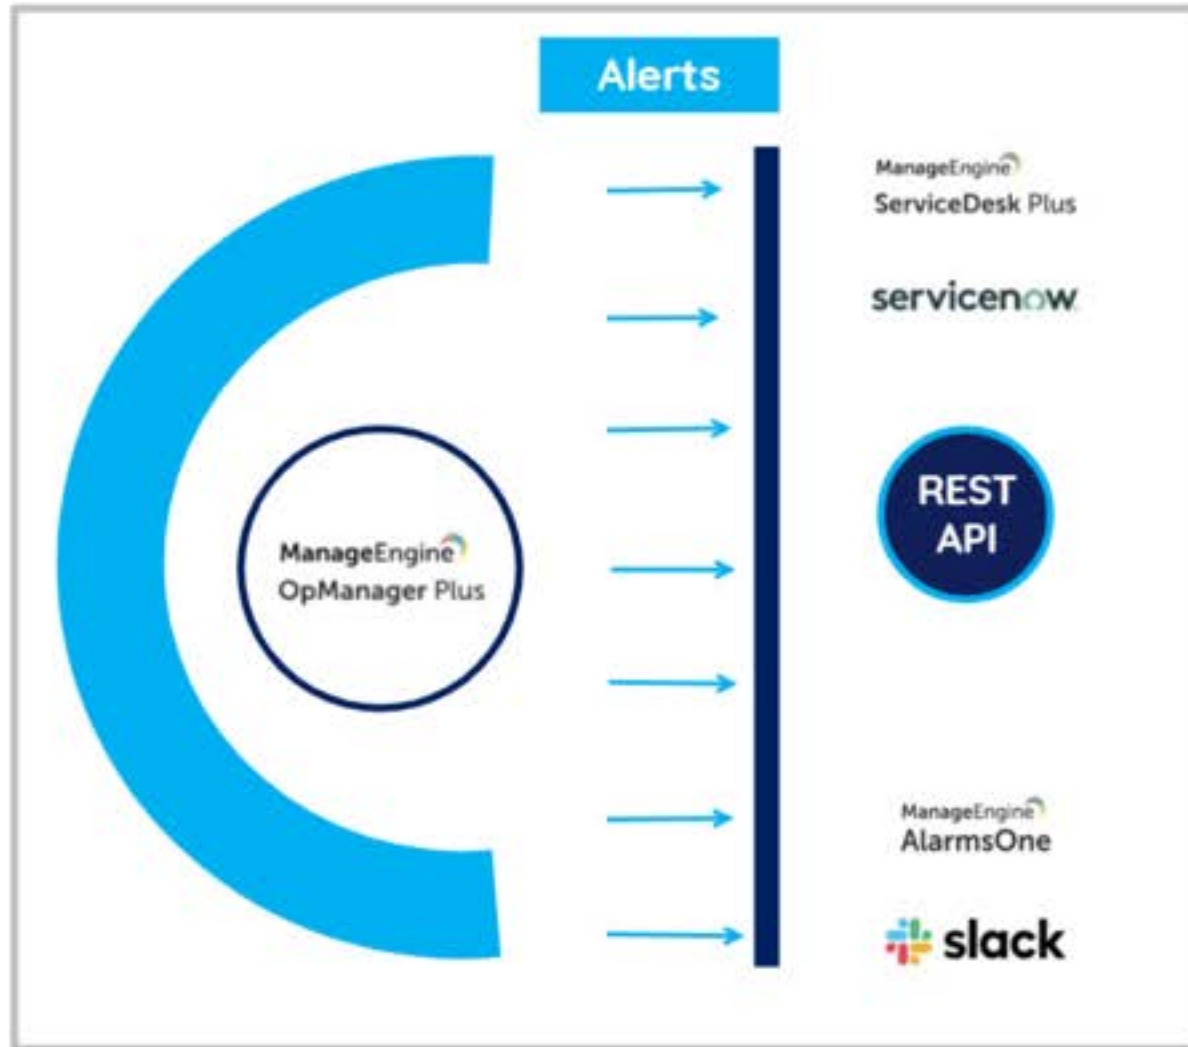 Alerts
ManageEngine
ServiceDesk Plus
servicenow
REST
API
ManageEngine
OpManager Plus
ManageEngine
AlarmsOne
slack